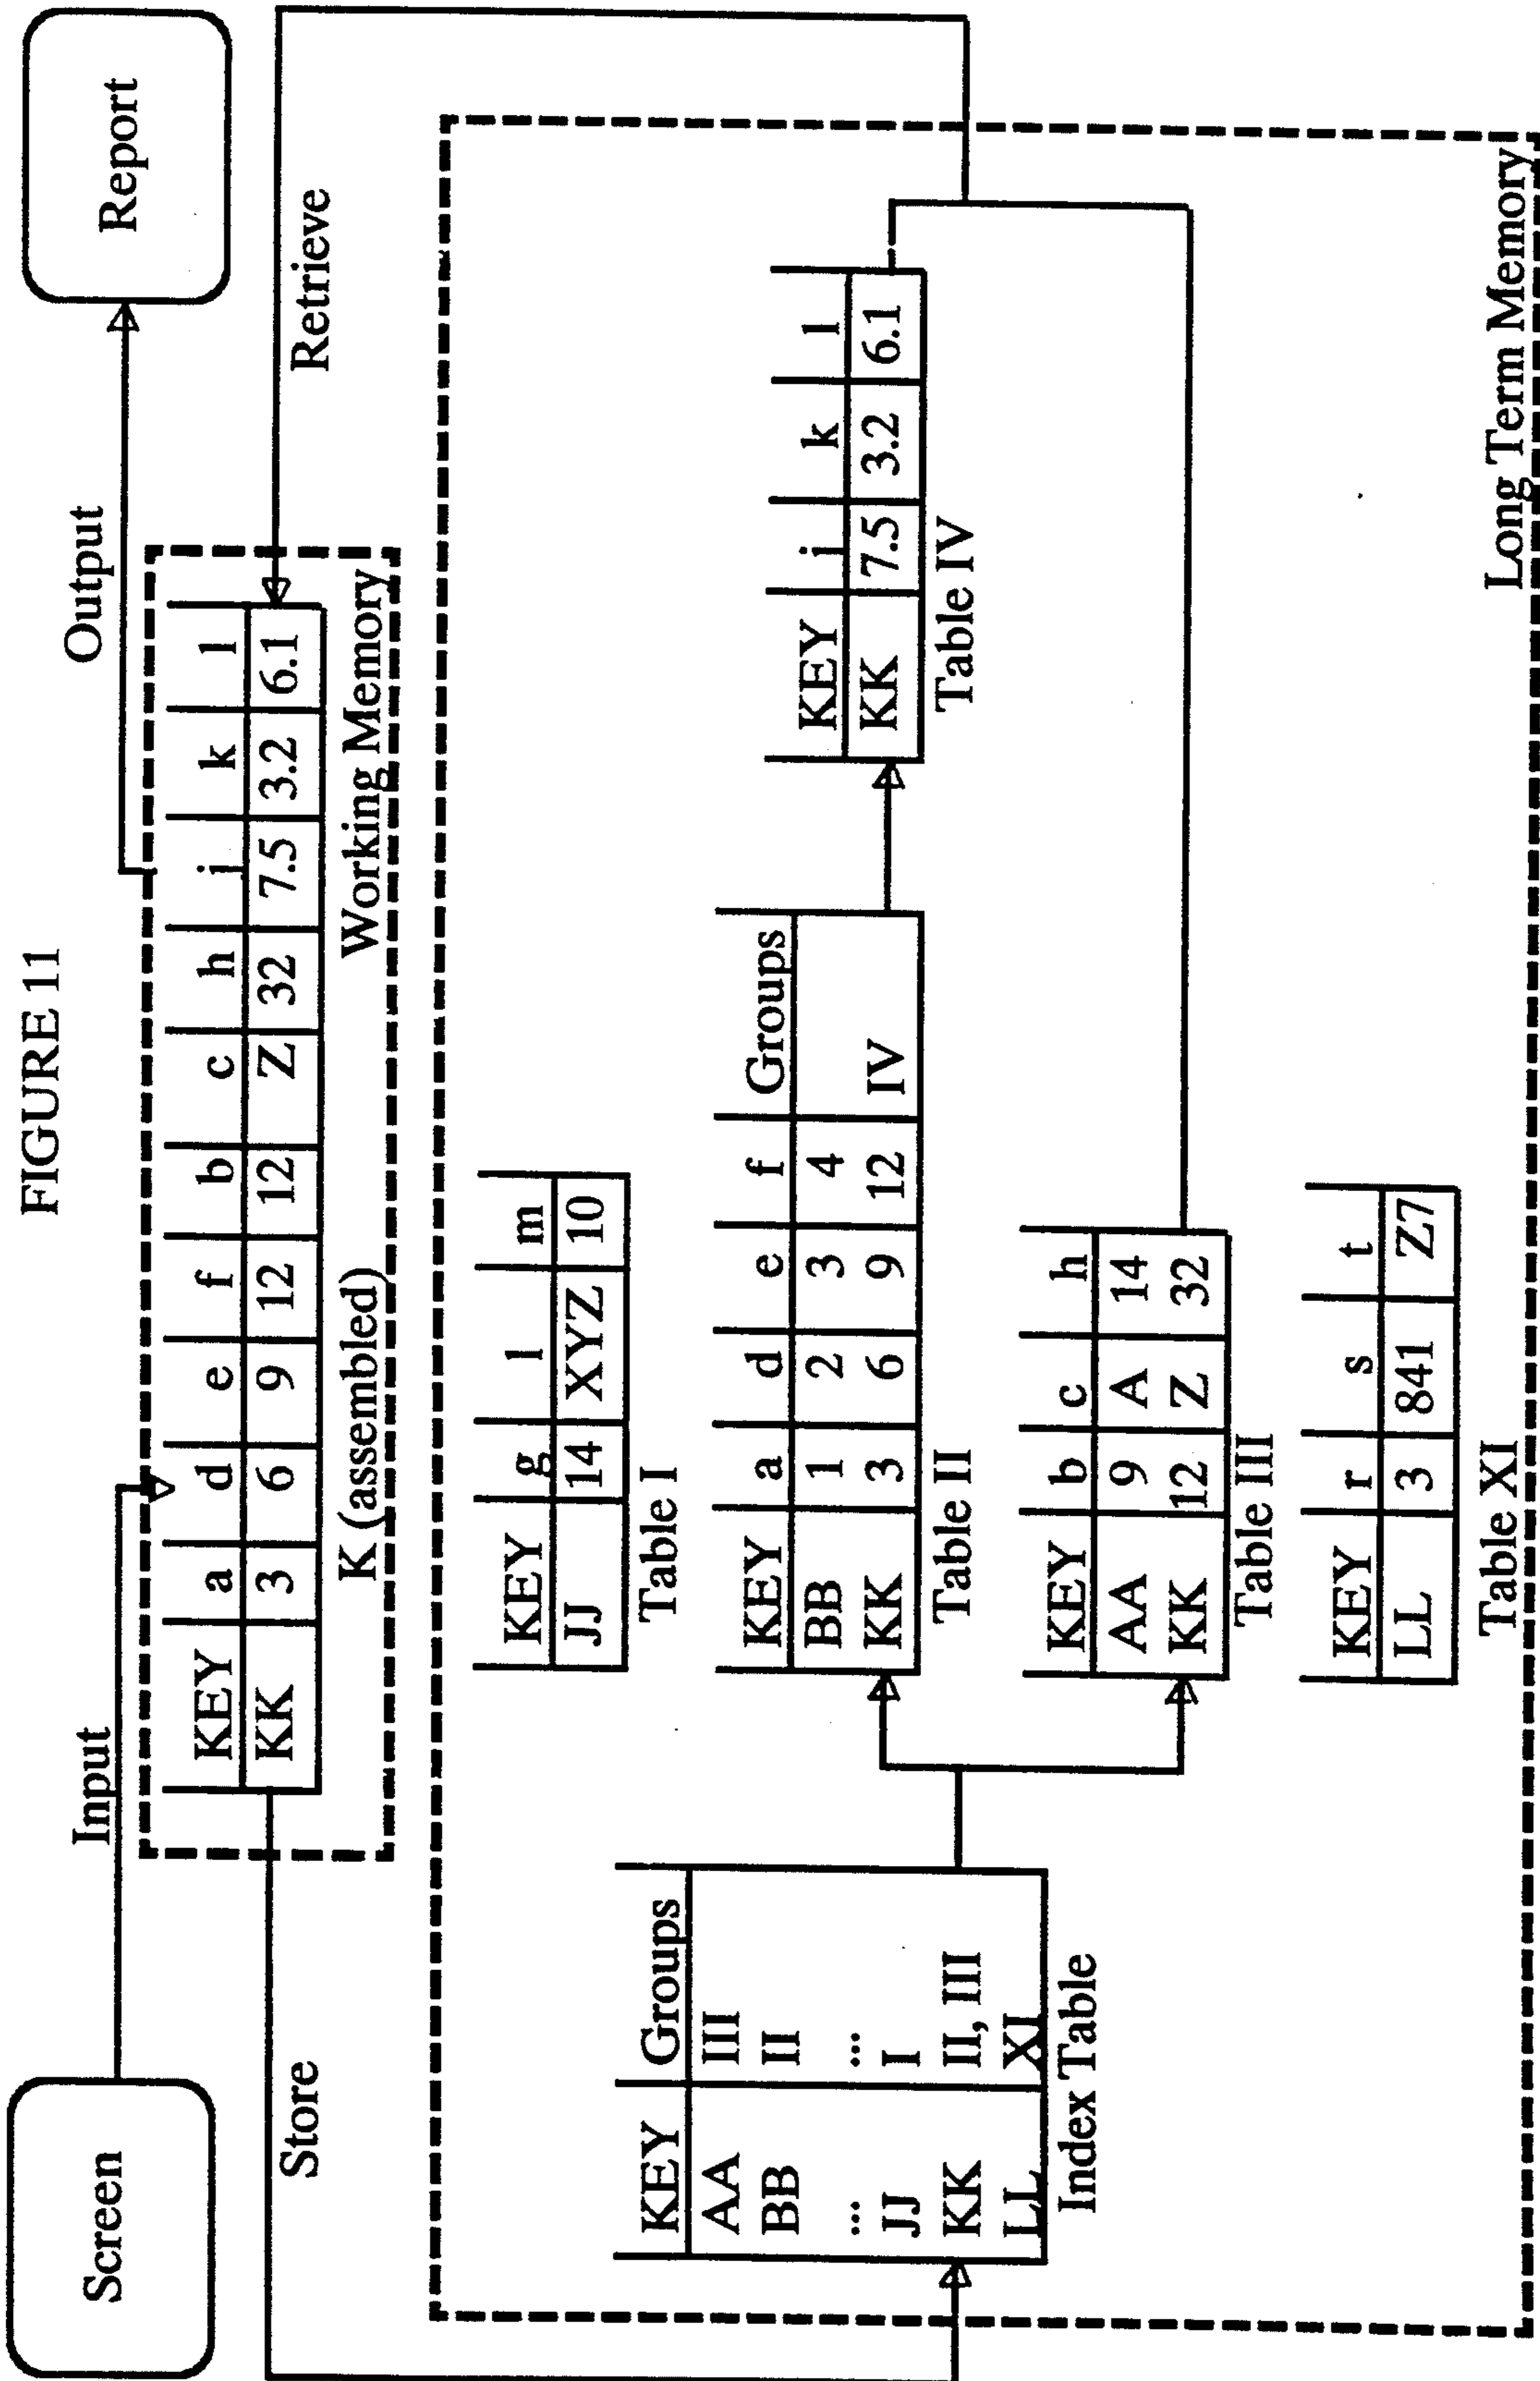 FIGURE 11
Screen
Input
Output
Report
KEY a d e f b c h j k l
KK 3 6 9 12 12 Z 32 7.5 3.2 6.1
K (assembled)
Working Memory
Store
Retrieve
KEY g l m
JJ 14 XYZ 10
Table I
KEY Groups
AA III
BB II
... ...
JJ I
KK II, III
LL XI
Index Table
KEY a d e f Groups
BB 1 2 3 4
KK 3 6 9 12 IV
Table II
KEY j k l
KK 7.5 3.2 6.1
Table IV
KEY b c h
AA 9 A 14
KK 12 Z 32
Table III
KEY r s t
LL 3 841 Z7
Table XI
Long Term Memory